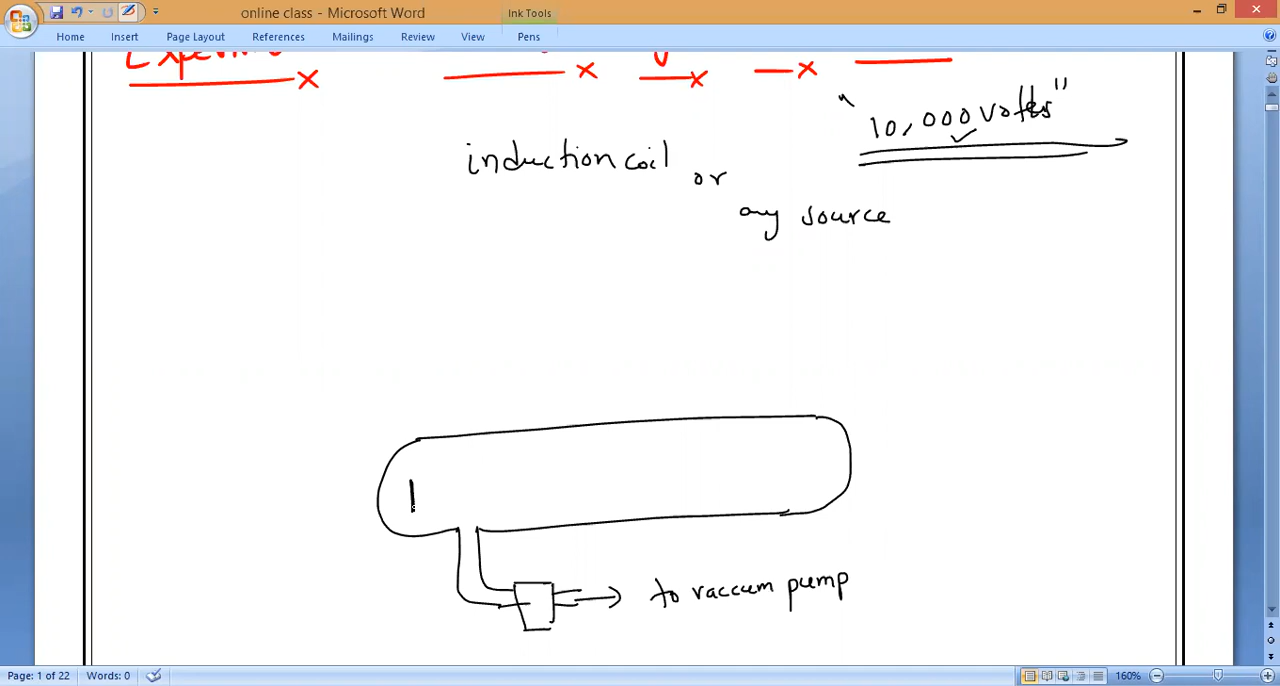 online class - Microsoft Word
Ink Tools
Home Insert Page Layout References Mailings Review View Pens
"10,000 volts"
induction coil or
any source
to vaccum pump
Page: 1 of 22 Words: 0 160%